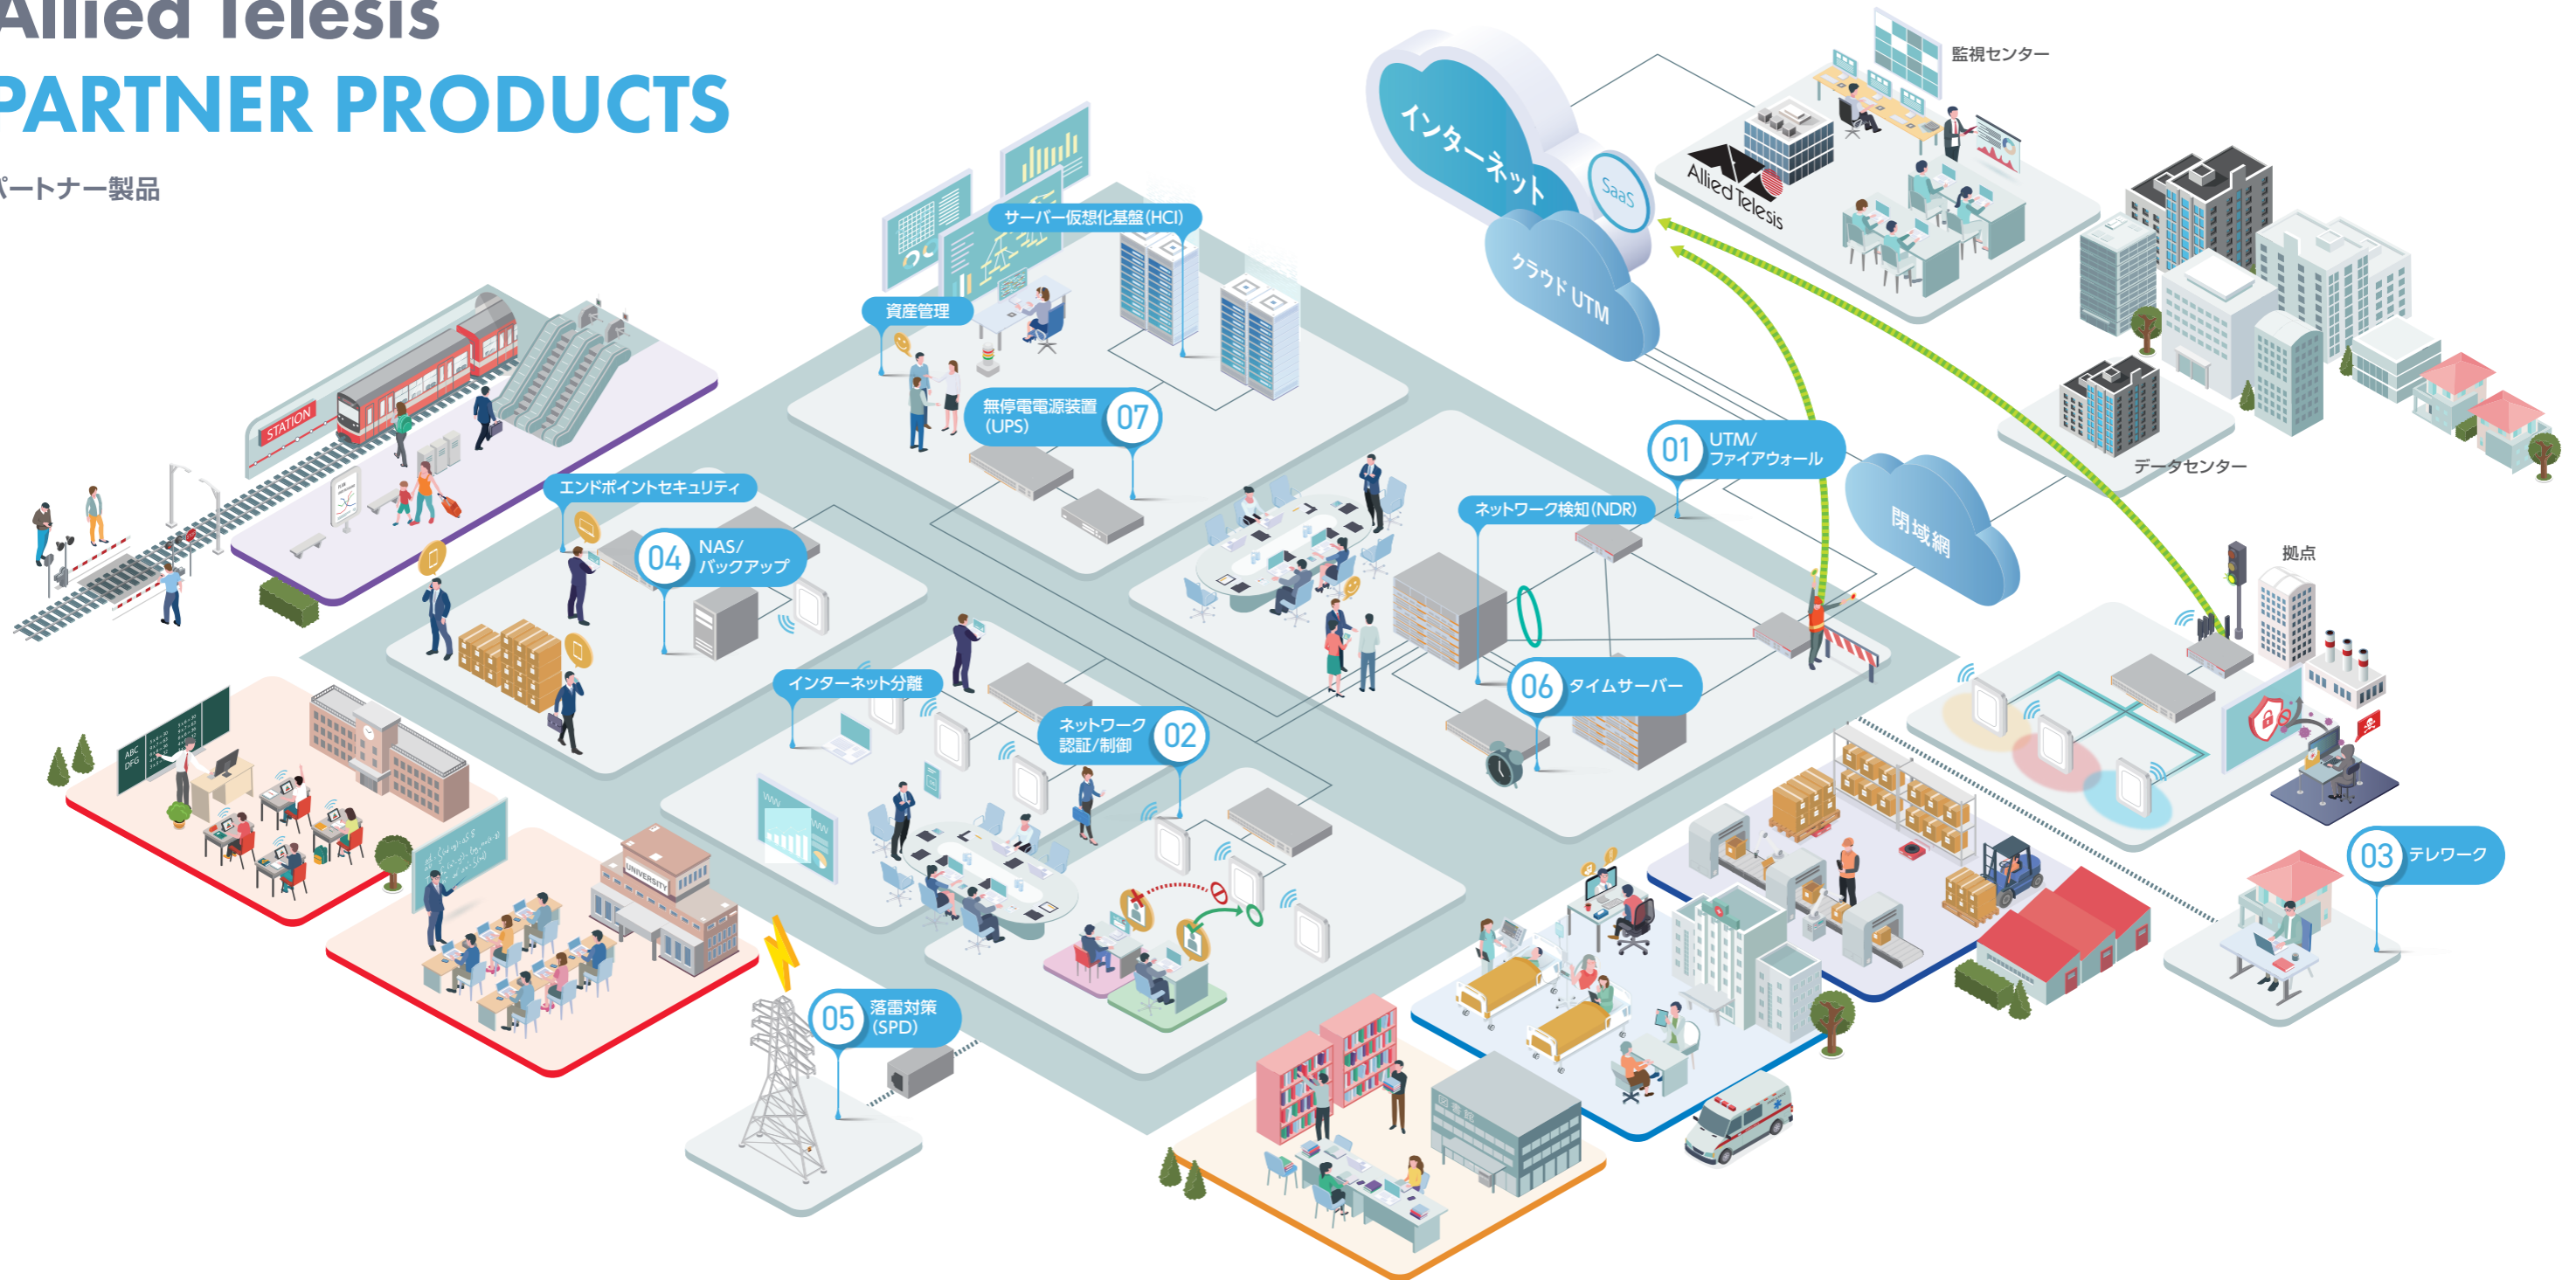 Allied Telesis
PARTNER PRODUCTS
パートナー製品
インターネット
SaaS
クラウド UTM
監視センター
Allied Telesis
サーバー仮想化基盤(HCI)
資産管理
無停電電源装置
(UPS)
07
STATION
エンドポイントセキュリティ
04
NAS/
バックアップ
01
UTM/
ファイアウォール
データセンター
ネットワーク検知(NDR)
閉域網
拠点
インターネット分離
ネットワーク
認証/制御
02
06
タイムサーバー
ABC
DFG
UNIVERSITY
03
テレワーク
05
落雷対策
(SPD)
図書館